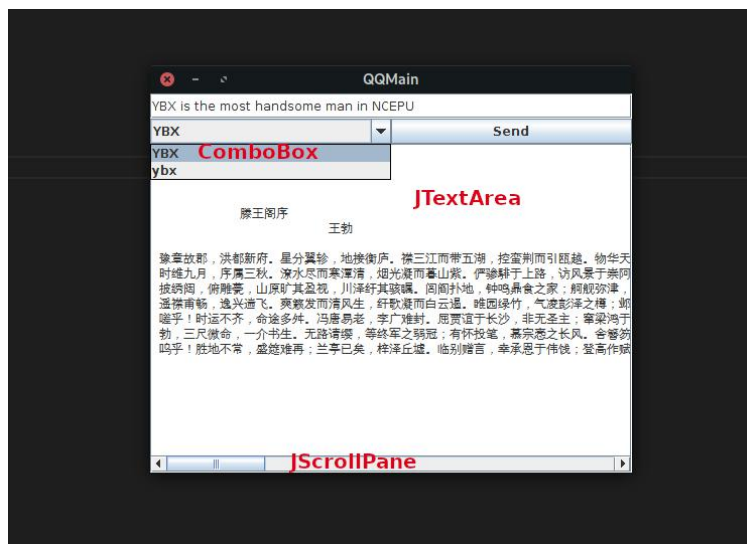 QQMain
YBX is the most handsome man in NCEPU
YBX
Send
YBX ComboBox
ybx
JTextArea
滕王阁序
王勃
豫章故郡，洪都新府。星分翼轸，地接衡庐。襟三江而带五湖，控蛮荆而引瓯越。物华天
时维九月，序属三秋。潦水尽而寒潭清，烟光凝而暮山紫。俨骖騑于上路，访风景于崇阿
披绣闼，俯雕甍，山原旷其盈视，川泽纡其骇瞩。闾阎扑地，钟鸣鼎食之家；舸舰弥津，
遥襟甫畅，逸兴遄飞。爽籁发而清风生，纤歌凝而白云遏。睢园绿竹，气凌彭泽之樽；邺
嗟乎！时运不齐，命途多舛。冯唐易老，李广难封。屈贾谊于长沙，非无圣主；窜梁鸿于
勃，三尺微命，一介书生。无路请缨，等终军之弱冠；有怀投笔，慕宗悫之长风。舍簪笏
呜乎！胜地不常，盛筵难再；兰亭已矣，梓泽丘墟。临别赠言，幸承恩于伟饯；登高作赋
JScrollPane